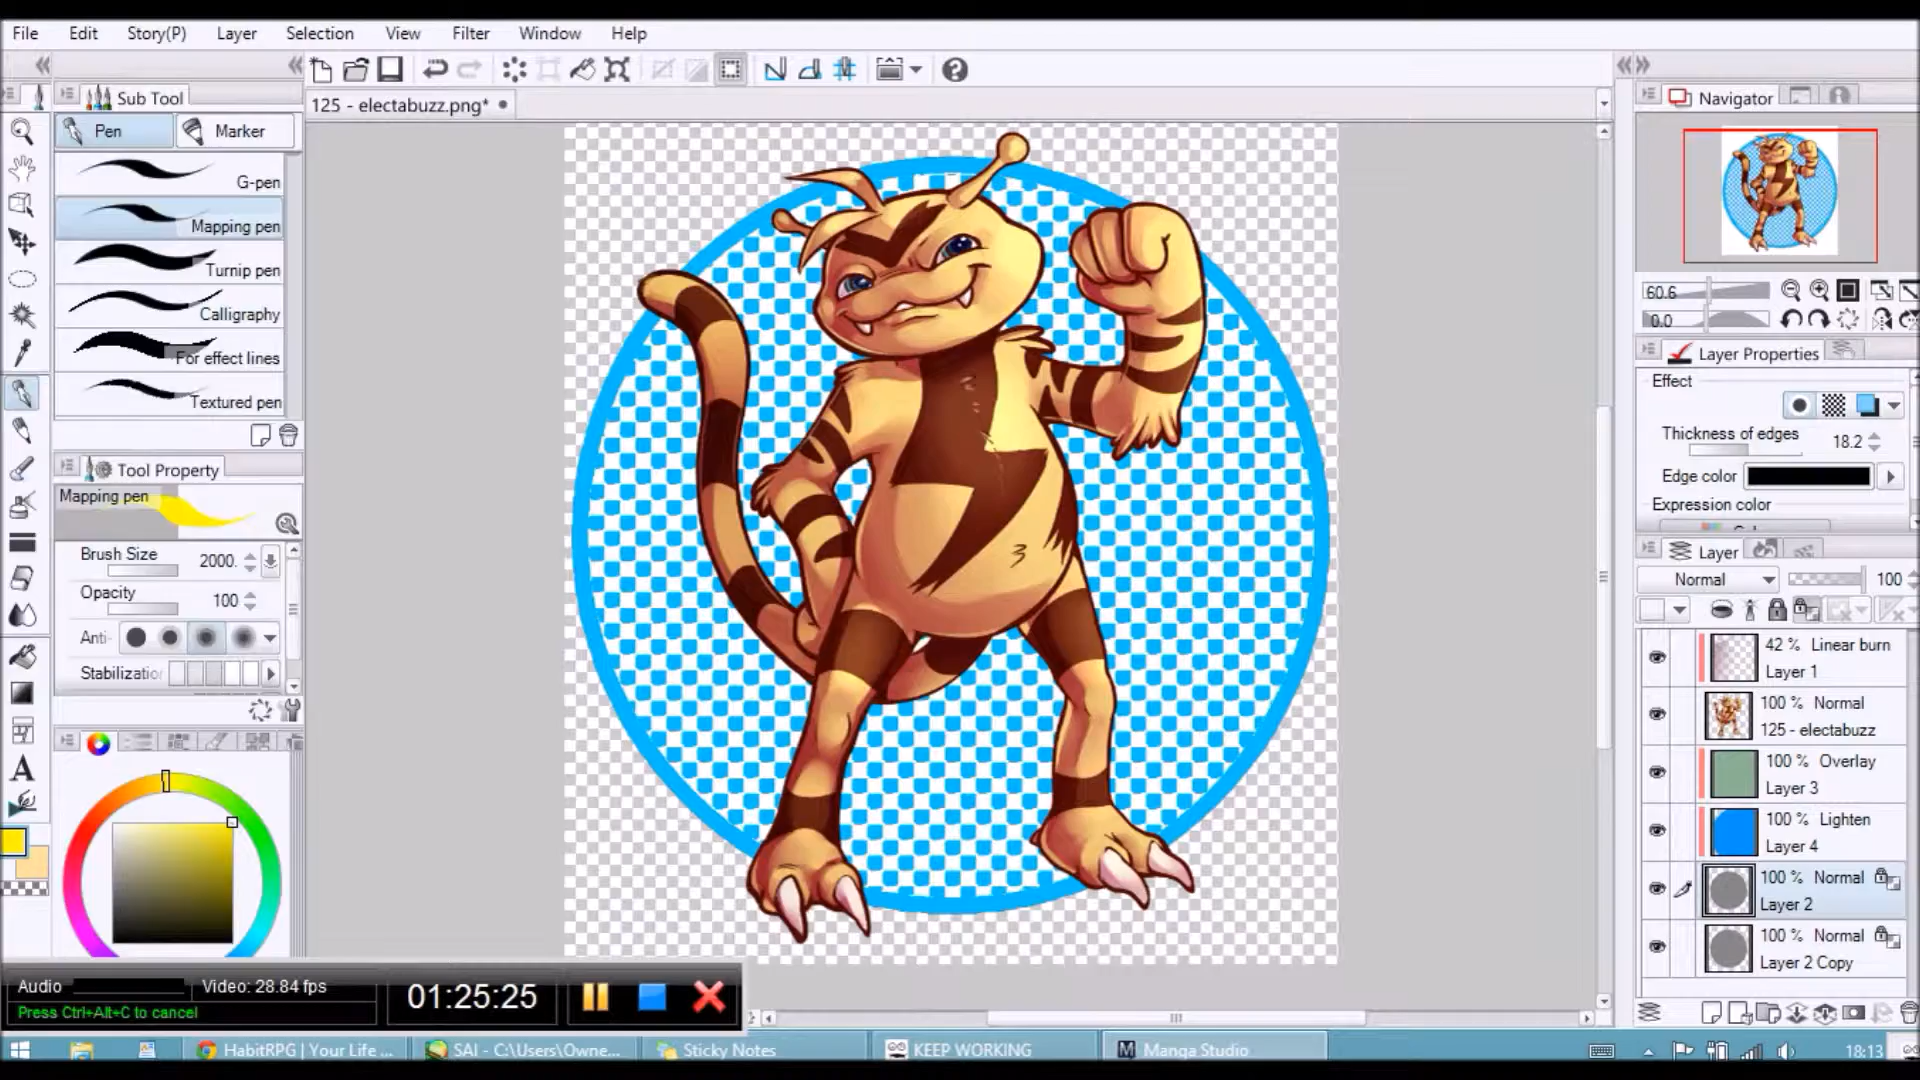 File Edit Story(P) Layer Selection View Filter Window Help
Sub Tool
125 - electabuzz.png*
Navigator
Pen Marker
G-pen
Mapping pen
Turnip pen
Calligraphy
For effect lines
Textured pen
60.6
0.0
Layer Properties
Effect
Thickness of edges 18.2
Edge color
Expression color
Tool Property
Mapping pen
Brush Size 2000.
Opacity 100
Anti-
Stabilization
Layer
Normal 100
42 % Linear burn
Layer 1
100 % Normal
125 - electabuzz
100 % Overlay
Layer 3
100 % Lighten
Layer 4
100 % Normal
Layer 2
100 % Normal
Layer 2 Copy
Audio Video: 28.84 fps
Press Ctrl+Alt+C to cancel
01:25:25
HabitRPG | Your Life ... SAI - C:\Users\Owne... Sticky Notes KEEP WORKING Manga Studio 18:13